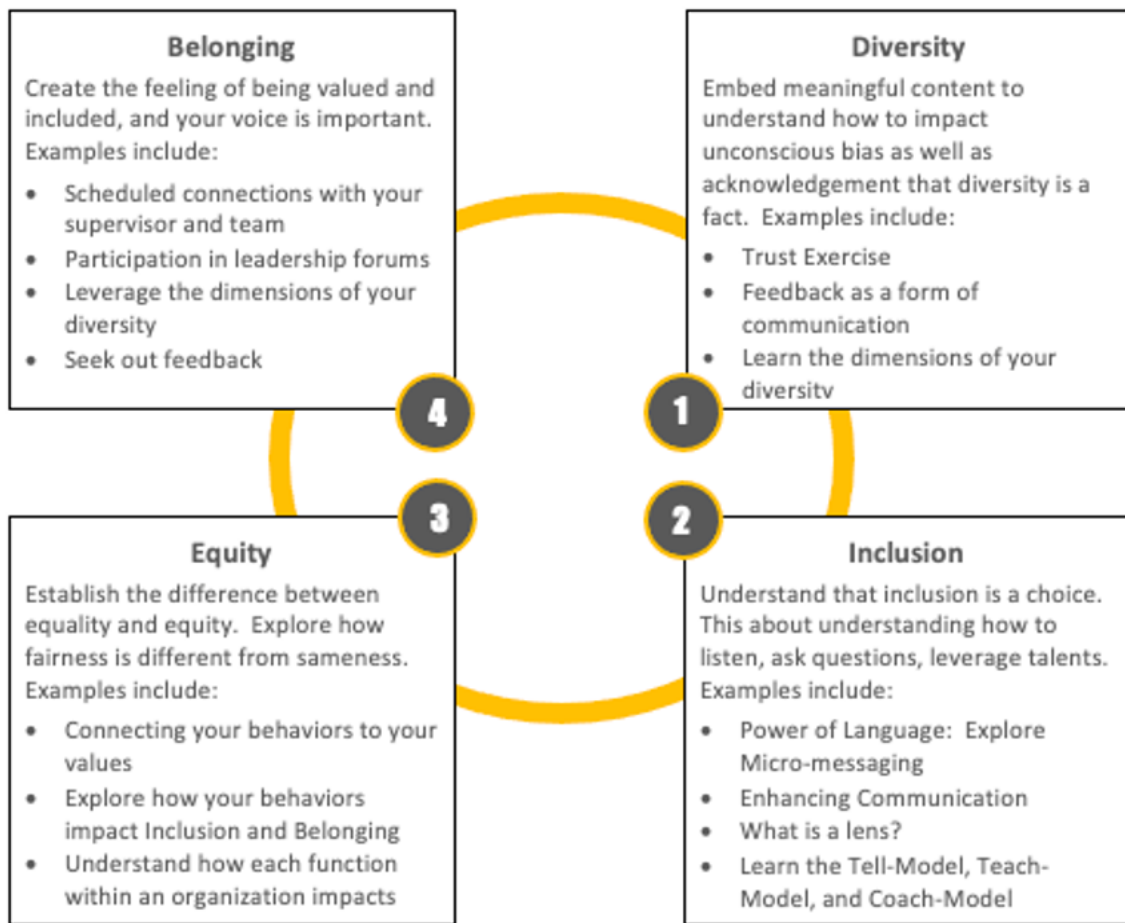 Belonging
Create the feeling of being valued and
included, and your voice is important.
Examples include:
• Scheduled connections with your
supervisor and team
• Participation in leadership forums
• Leverage the dimensions of your
diversity
• Seek out feedback
4
Diversity
Embed meaningful content to
understand how to impact
unconscious bias as well as
acknowledgement that diversity is a
fact.  Examples include:
• Trust Exercise
• Feedback as a form of
communication
• Learn the dimensions of your
diversity
1
Equity
Establish the difference between
equality and equity.  Explore how
fairness is different from sameness.
Examples include:
• Connecting your behaviors to your
values
• Explore how your behaviors
impact Inclusion and Belonging
• Understand how each function
within an organization impacts
3
Inclusion
Understand that inclusion is a choice.
This about understanding how to
listen, ask questions, leverage talents.
Examples include:
• Power of Language:  Explore
Micro-messaging
• Enhancing Communication
• What is a lens?
• Learn the Tell-Model, Teach-
Model, and Coach-Model
2